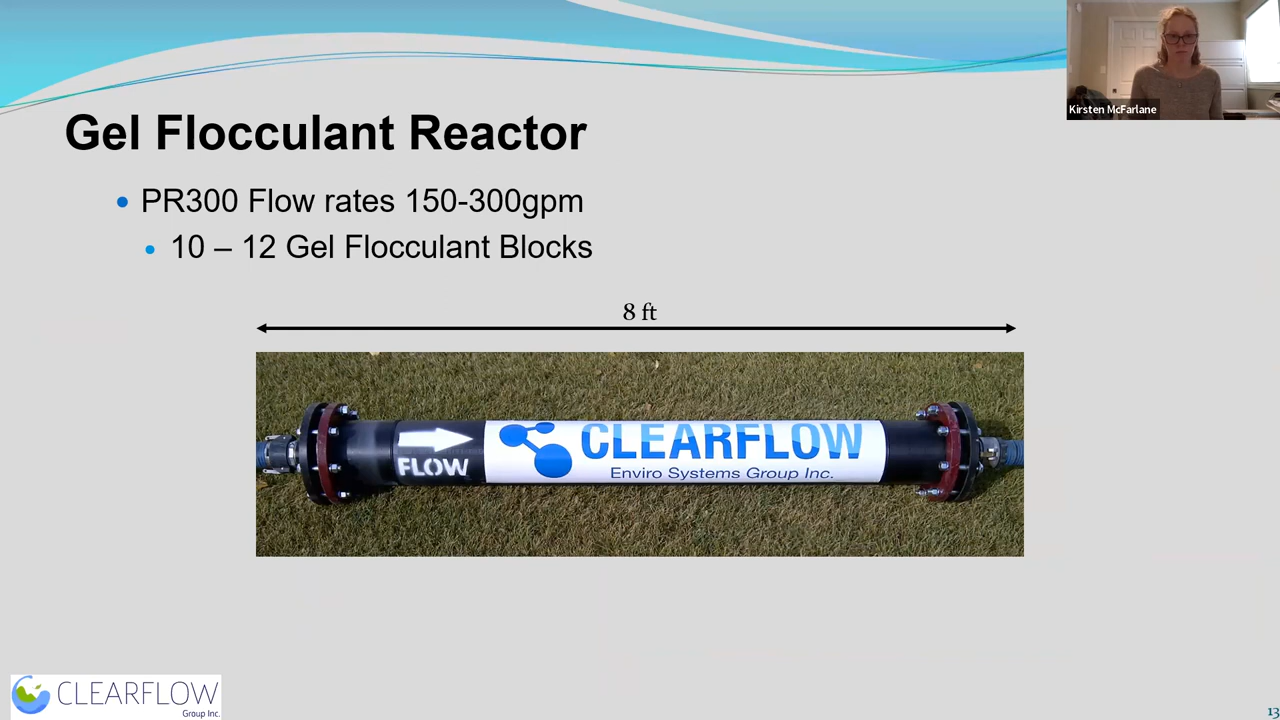 Kirsten McFarlane
Gel Flocculant Reactor
PR300 Flow rates 150-300gpm
10 – 12 Gel Flocculant Blocks
8 ft
FLOW
CLEARFLOW
Enviro Systems Group Inc.
CLEARFLOW
Group Inc.
13